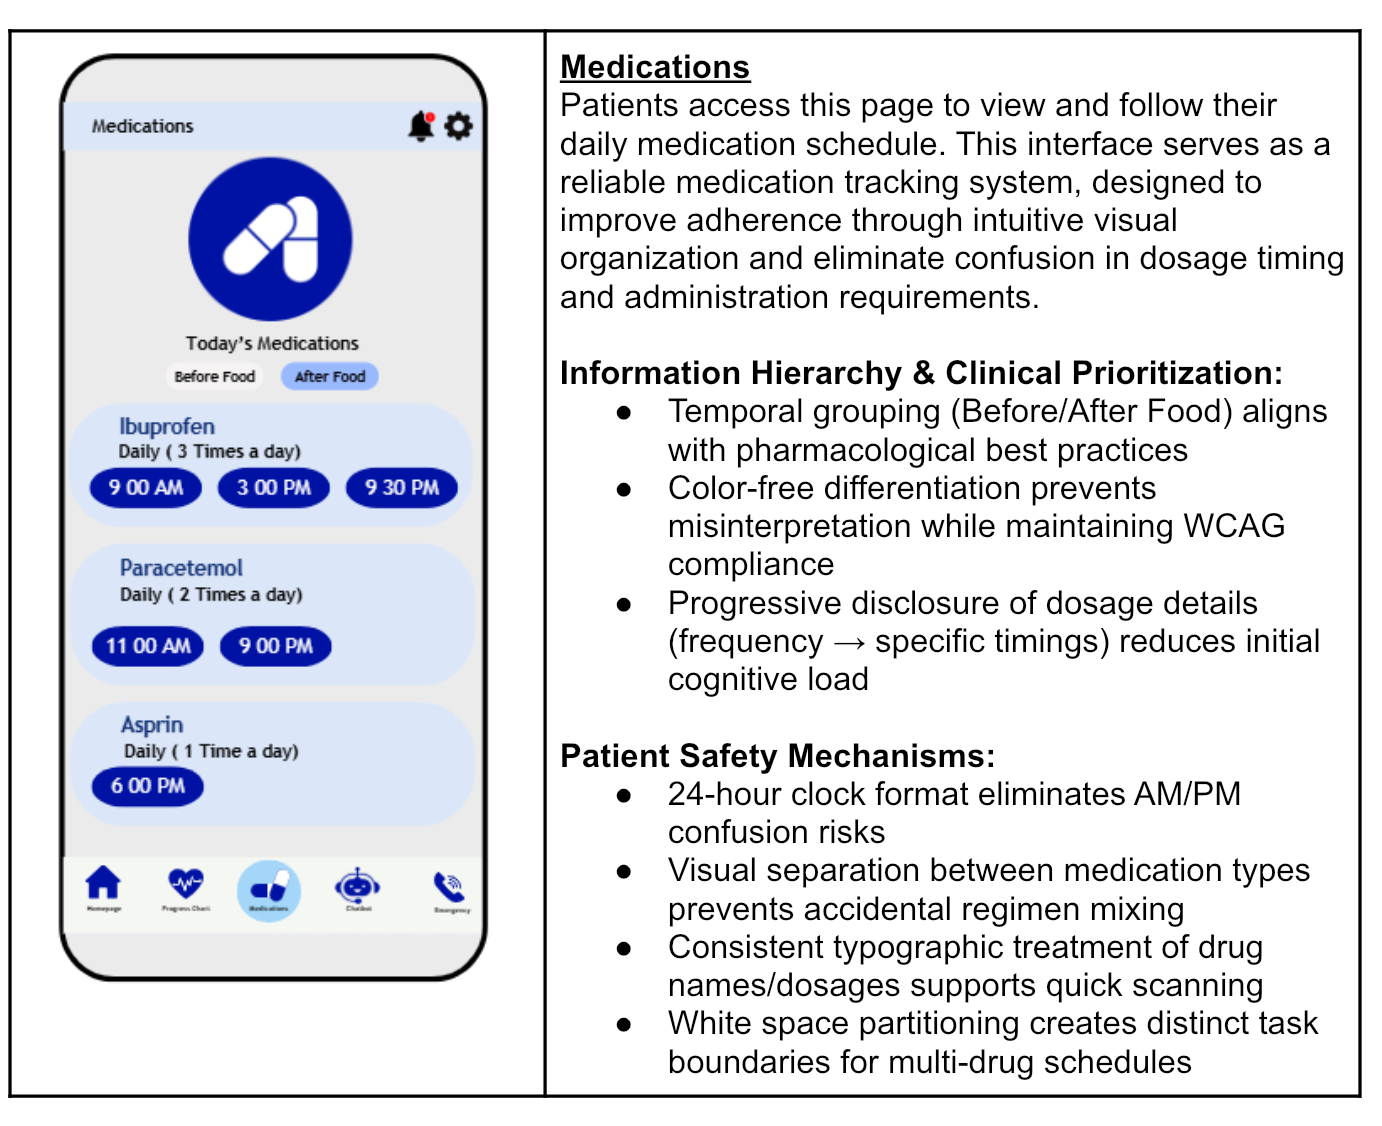 Medications
Today's Medications
Before Food
After Food
Ibuprofen
Daily ( 3 Times a day)
9 00 AM
3 00 PM
9 30 PM
Paracetemol
Daily ( 2 Times a day)
11 00 AM
9 00 PM
Asprin
Daily ( 1 Time a day)
6 00 PM
Homepage
Progress Chart
Medications
Chatbot
Emergency
Medications
Patients access this page to view and follow their
daily medication schedule. This interface serves as a
reliable medication tracking system, designed to
improve adherence through intuitive visual
organization and eliminate confusion in dosage timing
and administration requirements.
Information Hierarchy & Clinical Prioritization:
● Temporal grouping (Before/After Food) aligns
with pharmacological best practices
● Color-free differentiation prevents
misinterpretation while maintaining WCAG
compliance
● Progressive disclosure of dosage details
(frequency → specific timings) reduces initial
cognitive load
Patient Safety Mechanisms:
● 24-hour clock format eliminates AM/PM
confusion risks
● Visual separation between medication types
prevents accidental regimen mixing
● Consistent typographic treatment of drug
names/dosages supports quick scanning
● White space partitioning creates distinct task
boundaries for multi-drug schedules